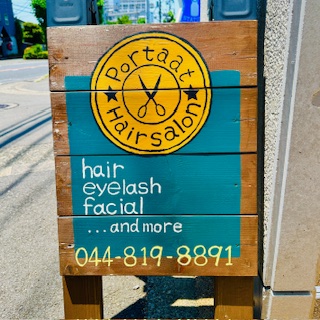 Portaat
Hairsalon
hair
eyelash
facial
...and more
044-819-8891